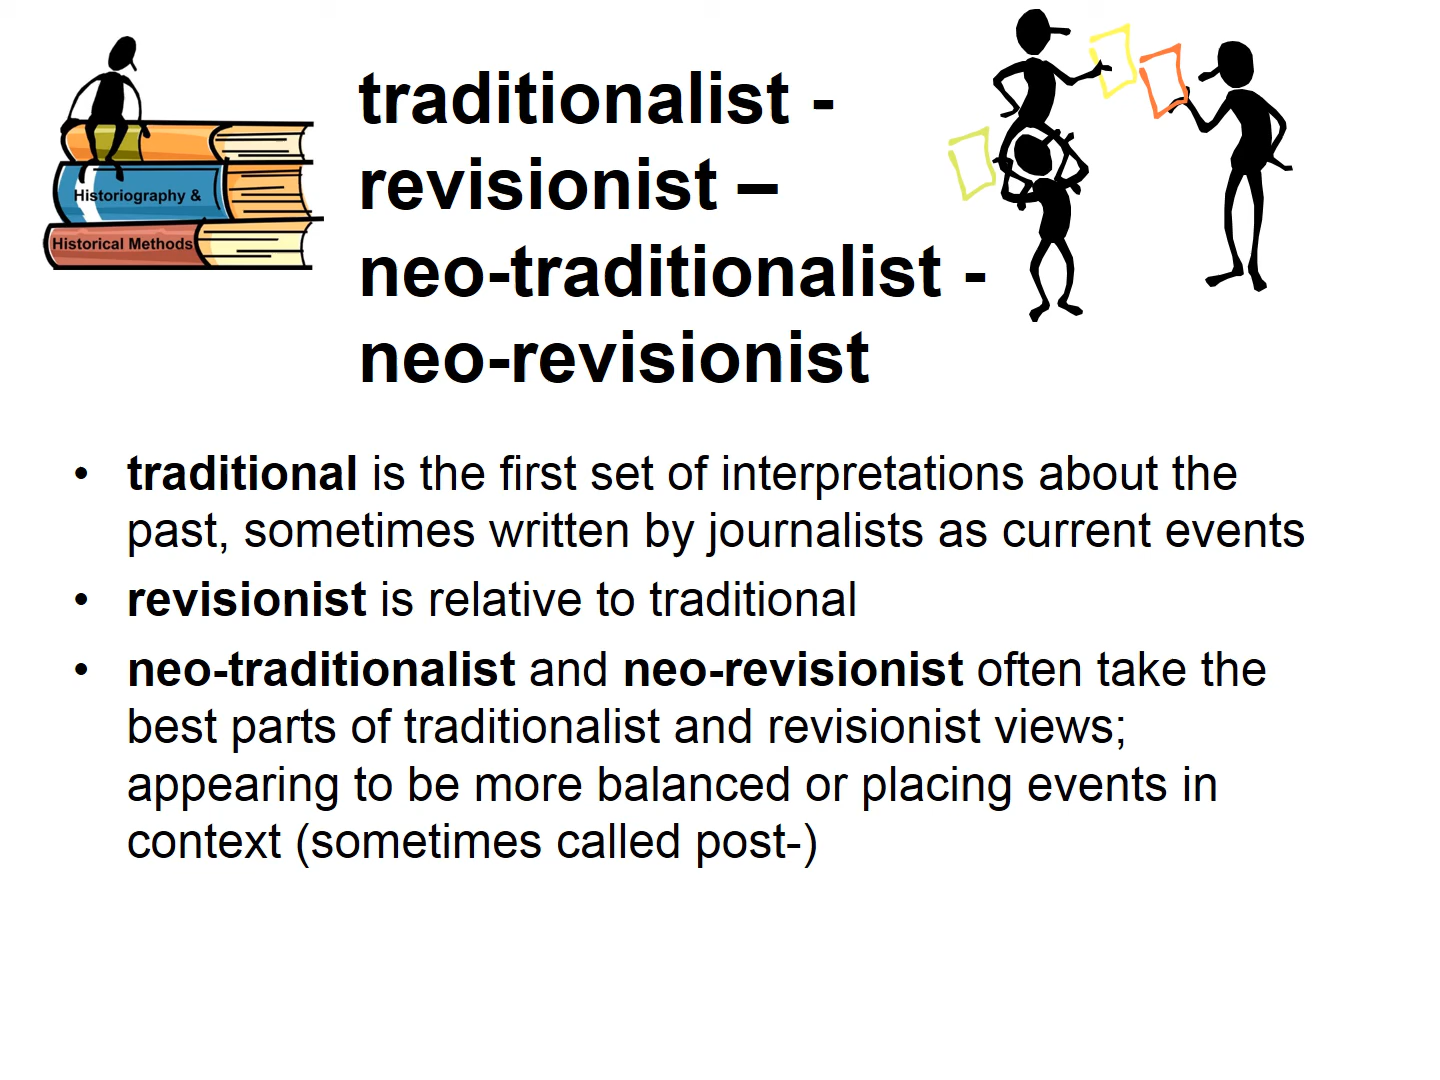 Historiography &
Historical Methods
traditionalist -
revisionist –
neo-traditionalist -
neo-revisionist
• traditional is the first set of interpretations about the
past, sometimes written by journalists as current events
• revisionist is relative to traditional
• neo-traditionalist and neo-revisionist often take the
best parts of traditionalist and revisionist views;
appearing to be more balanced or placing events in
context (sometimes called post-)